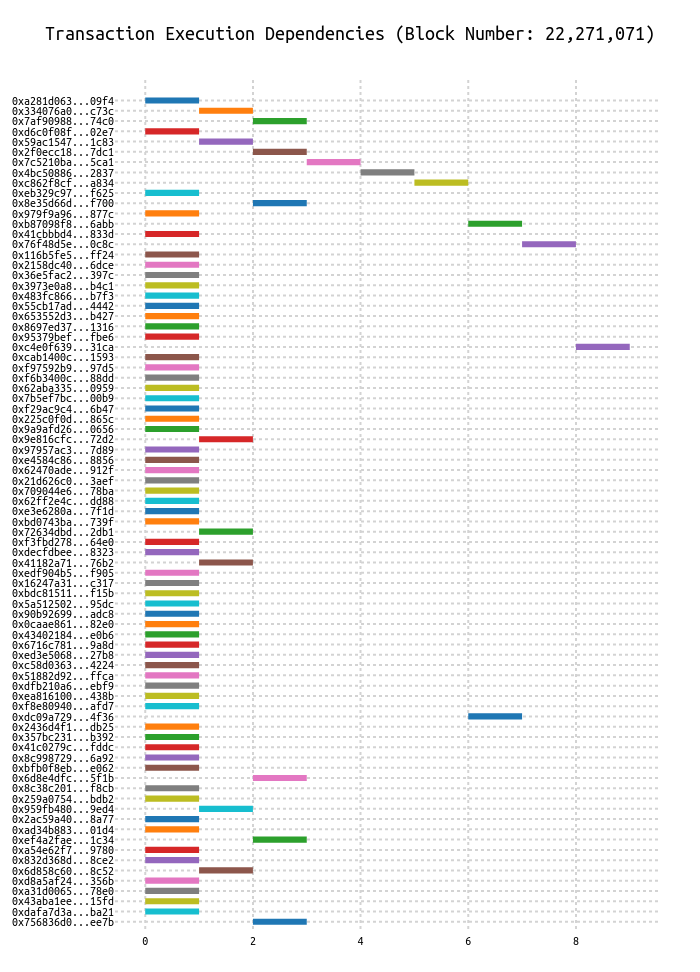 Transaction Execution Dependencies (Block Number: 22,271,071)
0xa281d063...09f4
0x334076a0...c73c
0x7af90988...74c0
0xd6c0f08f...02e7
0x59ac1547...1c83
0x2f0ecc18...7dc1
0x7c5210ba...5ca1
0x4bc50886...2837
0xc862f8cf...a834
0xeb329c97...f625
0x8e35d66d...f700
0x979f9a96...877c
0xb87098f8...6abb
0x41cbbbd4...833d
0x76f48d5e...0c8c
0x116b5fe5...ff24
0x2158dc40...6dce
0x36e5fac2...397c
0x3973e0a8...b4c1
0x483fc866...b7f3
0x55cb17ad...4442
0x653552d3...b427
0x8697ed37...1316
0x95379bef...fbe6
0xc4e0f639...31ca
0xcab1400c...1593
0xf97592b9...97d5
0xf6b3400c...88dd
0x62aba335...0959
0x7b5ef7bc...00b9
0xf29ac9c4...6b47
0x225c0f0d...865c
0x9a9afd26...0656
0x9e816cfc...72d2
0x97957ac3...7d89
0xe4584c86...8856
0x62470ade...912f
0x21d626c0...3aef
0x709044e6...78ba
0x62ff2e4c...dd88
0xe3e6280a...7f1d
0xbd0743ba...739f
0x72634dbd...2db1
0xf3fbd278...64e0
0xdecfdbee...8323
0x41182a71...76b2
0xedf904b5...f905
0x16247a31...c317
0xbdc81511...f15b
0x5a512502...95dc
0x90b92699...adc8
0x0caae861...82e0
0x43402184...e0b6
0x6716c781...9a8d
0xed3e5068...27b8
0xc58d0363...4224
0x51882d92...ffca
0xdfb210a6...ebf9
0xea816100...438b
0xf8e80940...afd7
0xdc09a729...4f36
0x2436d4f1...db25
0x357bc231...b392
0x41c0279c...fddc
0x8c998729...6a92
0xbfb0f8eb...e062
0x6d8e4dfc...5f1b
0x8c38c201...f8cb
0x259a0754...bdb2
0x959fb480...9ed4
0x2ac59a40...8a77
0xad34b883...01d4
0xef4a2fae...1c34
0xa54e62f7...9780
0x832d368d...8ce2
0x6d858c60...8c52
0xd8a5af24...356b
0xa31d0065...78e0
0x43aba1ee...15fd
0xdafa7d3a...ba21
0x756836d0...ee7b
0 2 4 6 8